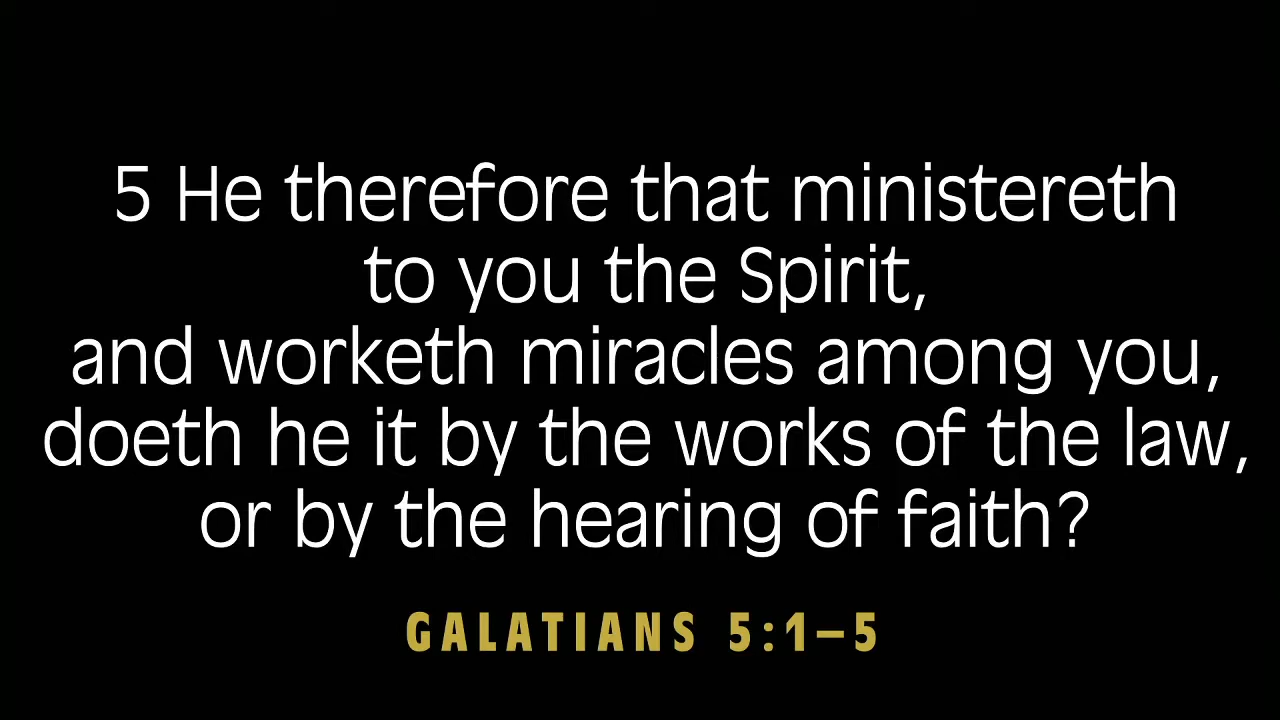 5 He therefore that ministereth
to you the Spirit,
and worketh miracles among you,
doeth he it by the works of the law,
or by the hearing of faith?
GALATIANS 5:1–5